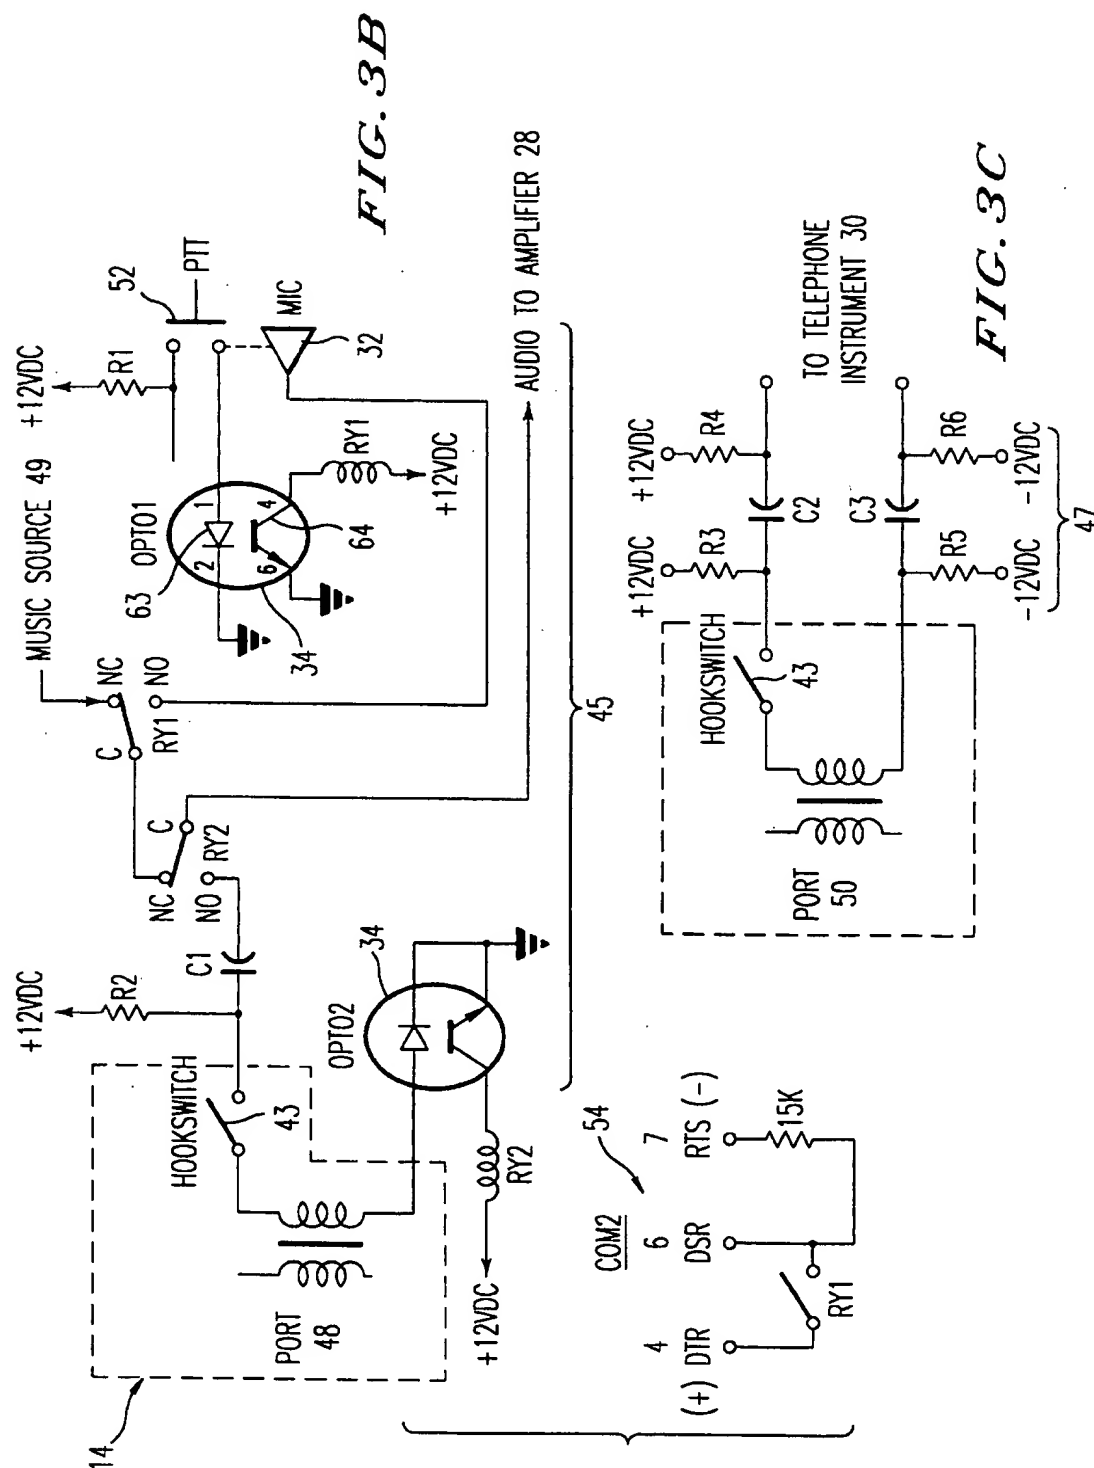 FIG. 3B
MUSIC SOURCE 49
+12VDC
R1
52
PTT
MIC
32
NC
NO
C
RY1
63
OPTO1
2
1
6
4
64
34
RY1
+12VDC
C
NC
NO
RY2
AUDIO TO AMPLIFIER 28
+12VDC
R2
C1
HOOKSWITCH
43
OPTO2
34
PORT
48
14
RY2
+12VDC
45
COM2
54
4
6
7
(+) DTR
DSR
RTS (-)
RY1
15K
FIG. 3C
+12VDC
+12VDC
R3
R4
HOOKSWITCH
43
C2
TO TELEPHONE
INSTRUMENT 30
PORT
50
C3
R5
R6
-12VDC
-12VDC
47